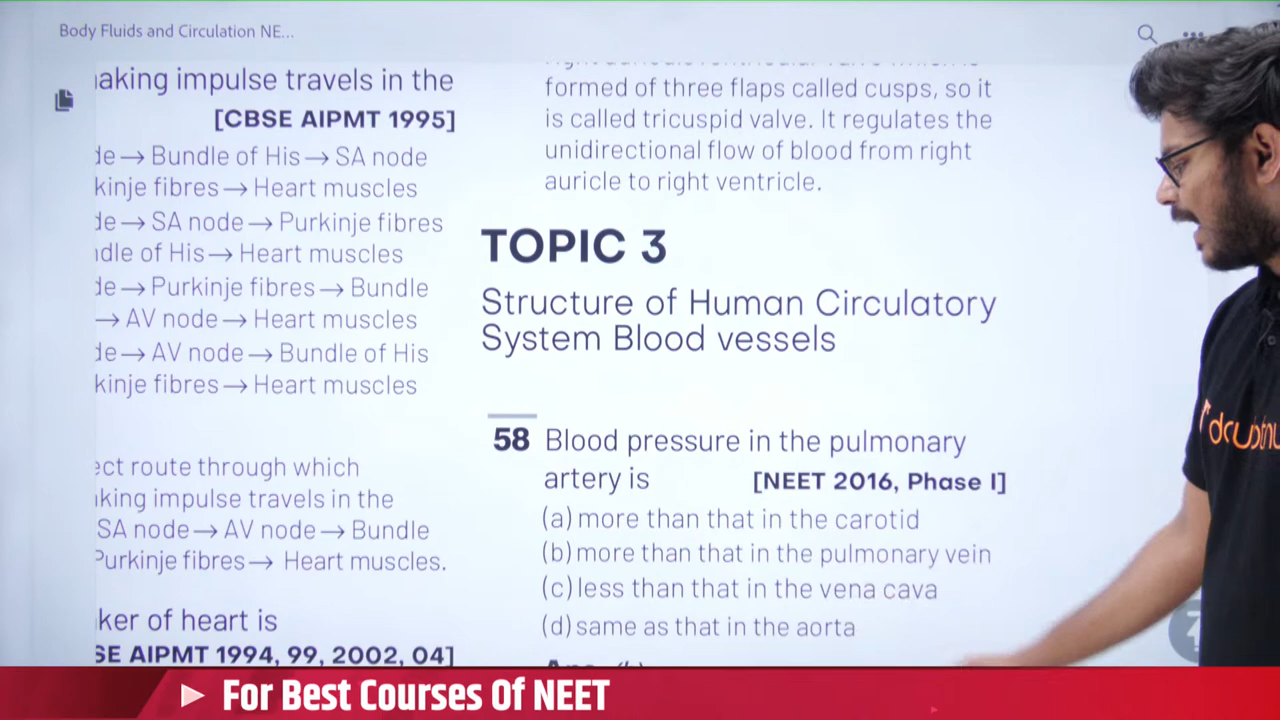 Body Fluids and Circulation NE...
aking impulse travels in the
[CBSE AIPMT 1995]
de→Bundle of His→SA node
kinje fibres→Heart muscles
de→SA node→Purkinje fibres
dle of His→Heart muscles
de→Purkinje fibres→Bundle
→AV node→Heart muscles
de→AV node→Bundle of His
kinje fibres→Heart muscles
ect route through which
king impulse travels in the
SA node→AV node→Bundle
Purkinje fibres→ Heart muscles.
ker of heart is
SE AIPMT 1994, 99, 2002, 04]
formed of three flaps called cusps, so it
is called tricuspid valve. It regulates the
unidirectional flow of blood from right
auricle to right ventricle.
TOPIC 3
Structure of Human Circulatory
System Blood vessels
58 Blood pressure in the pulmonary
artery is [NEET 2016, Phase I]
(a) more than that in the carotid
(b) more than that in the pulmonary vein
(c) less than that in the vena cava
(d) same as that in the aorta
doubtnu
For Best Courses Of NEET